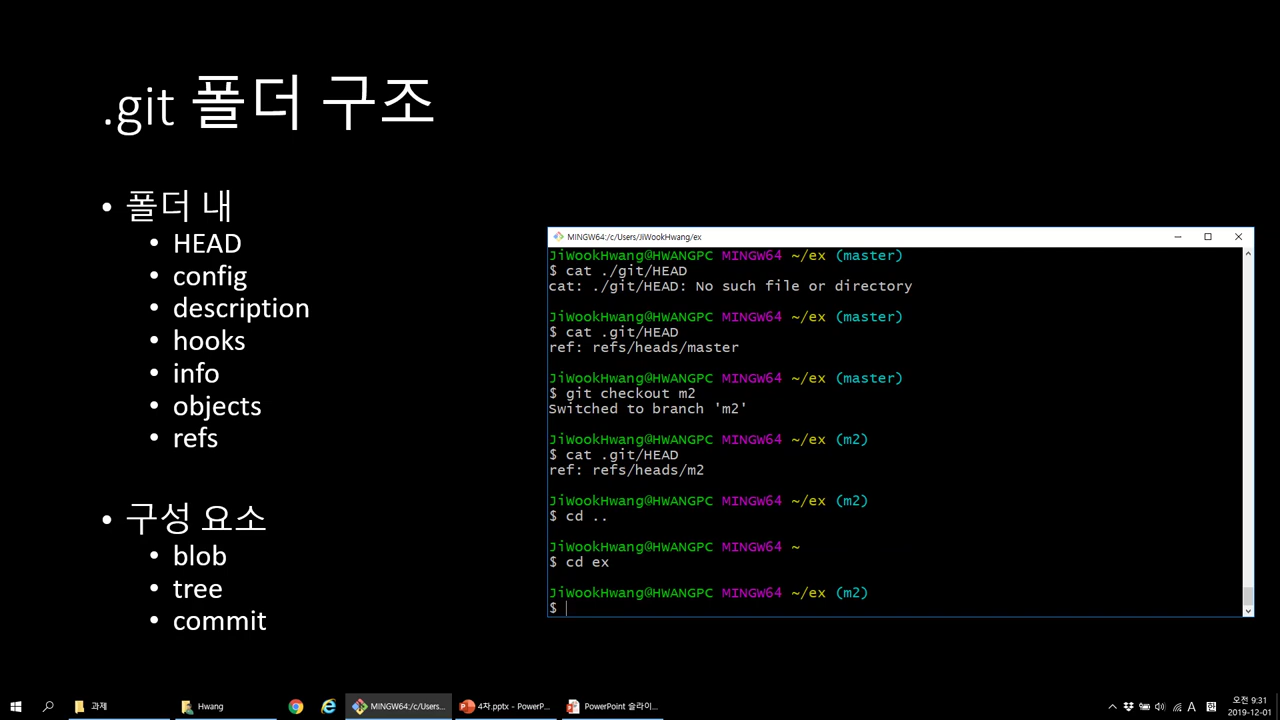 .git 폴더 구조
• 폴더 내
• HEAD
• config
• description
• hooks
• info
• objects
• refs
• 구성 요소
• blob
• tree
• commit
MINGW64:/c/Users/JiWookHwang/ex
JiWookHwang@HWANGPC MINGW64 ~/ex (master)
$ cat ./git/HEAD
cat: ./git/HEAD: No such file or directory
JiWookHwang@HWANGPC MINGW64 ~/ex (master)
$ cat .git/HEAD
ref: refs/heads/master
JiWookHwang@HWANGPC MINGW64 ~/ex (master)
$ git checkout m2
Switched to branch 'm2'
JiWookHwang@HWANGPC MINGW64 ~/ex (m2)
$ cat .git/HEAD
ref: refs/heads/m2
JiWookHwang@HWANGPC MINGW64 ~/ex (m2)
$ cd ..
JiWookHwang@HWANGPC MINGW64 ~
$ cd ex
JiWookHwang@HWANGPC MINGW64 ~/ex (m2)
$
과제
Hwang
MINGW64:/c/Users...
4차.pptx - PowerP...
PowerPoint 슬라이...
A
오전 9:31
2019-12-01